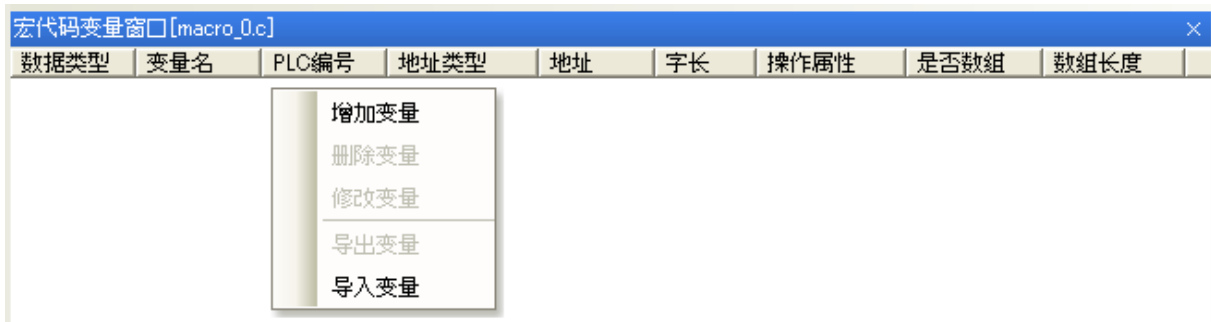 宏代码变量窗口[macro_0.c]
数据类型 变量名 PLC编号 地址类型 地址 字长 操作属性 是否数组 数组长度
增加变量
删除变量
修改变量
导出变量
导入变量